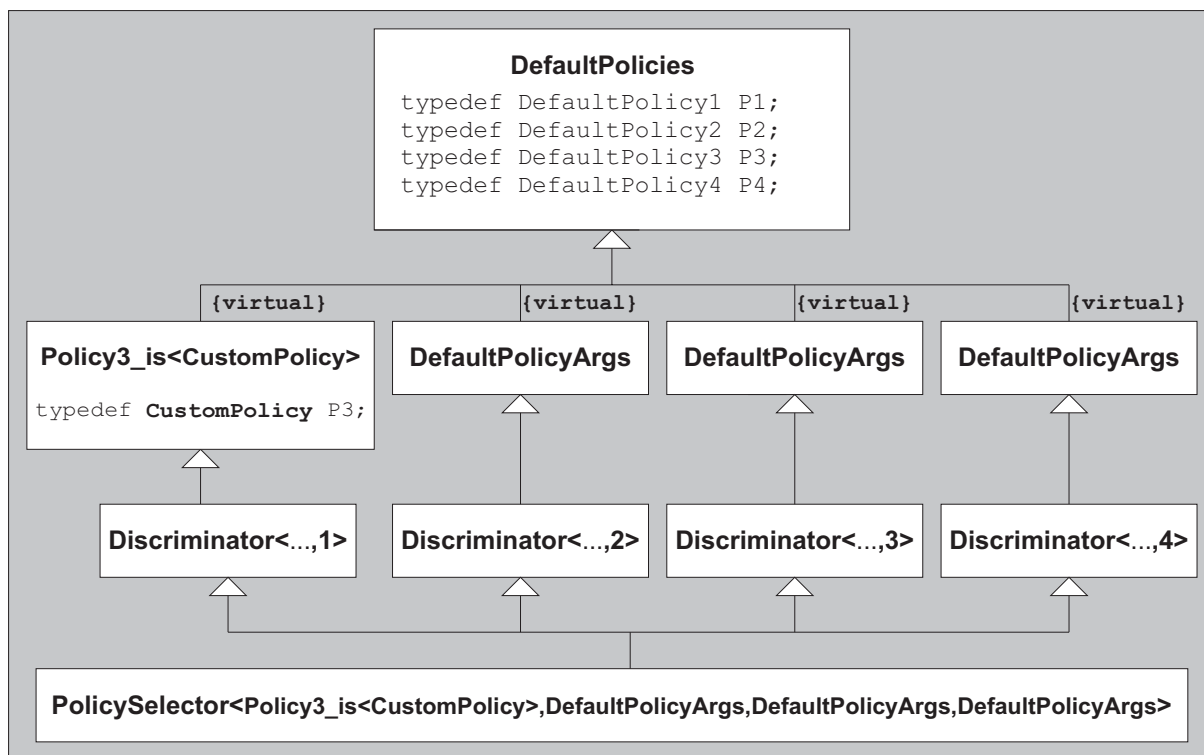 DefaultPolicies
typedef DefaultPolicy1 P1;
typedef DefaultPolicy2 P2;
typedef DefaultPolicy3 P3;
typedef DefaultPolicy4 P4;
{virtual} {virtual} {virtual} {virtual}
Policy3_is<CustomPolicy> DefaultPolicyArgs DefaultPolicyArgs DefaultPolicyArgs
typedef CustomPolicy P3;
Discriminator<...,1> Discriminator<...,2> Discriminator<...,3> Discriminator<...,4>
PolicySelector<Policy3_is<CustomPolicy>,DefaultPolicyArgs,DefaultPolicyArgs,DefaultPolicyArgs>